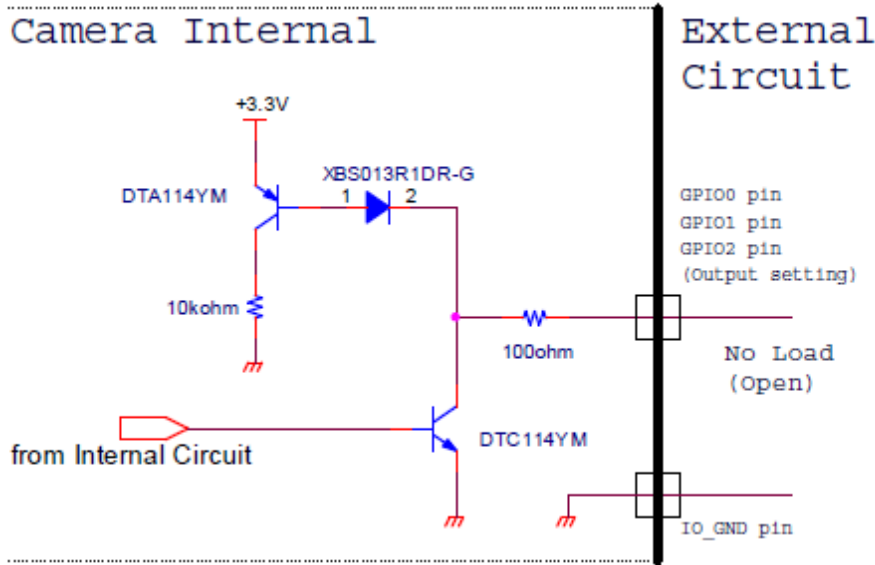 Camera Internal
External
Circuit
+3.3V
XBS013R1DR-G
DTA114YM
1
2
GPIO0 pin
GPIO1 pin
GPIO2 pin
(Output setting)
10kohm
100ohm
No Load
(Open)
DTC114YM
from Internal Circuit
IO_GND pin